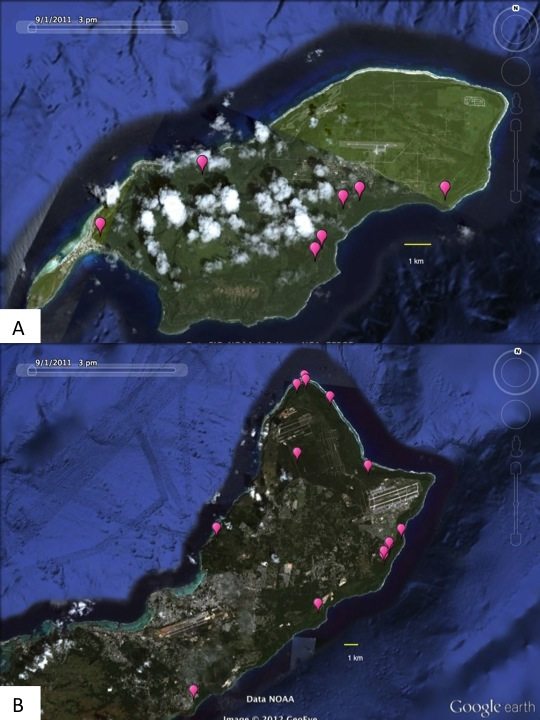 9/1/2011 3 pm
N
1 km
A
9/1/2011 3 pm
N
1 km
Data NOAA
Image © 2012 GeoEye
Google earth
B